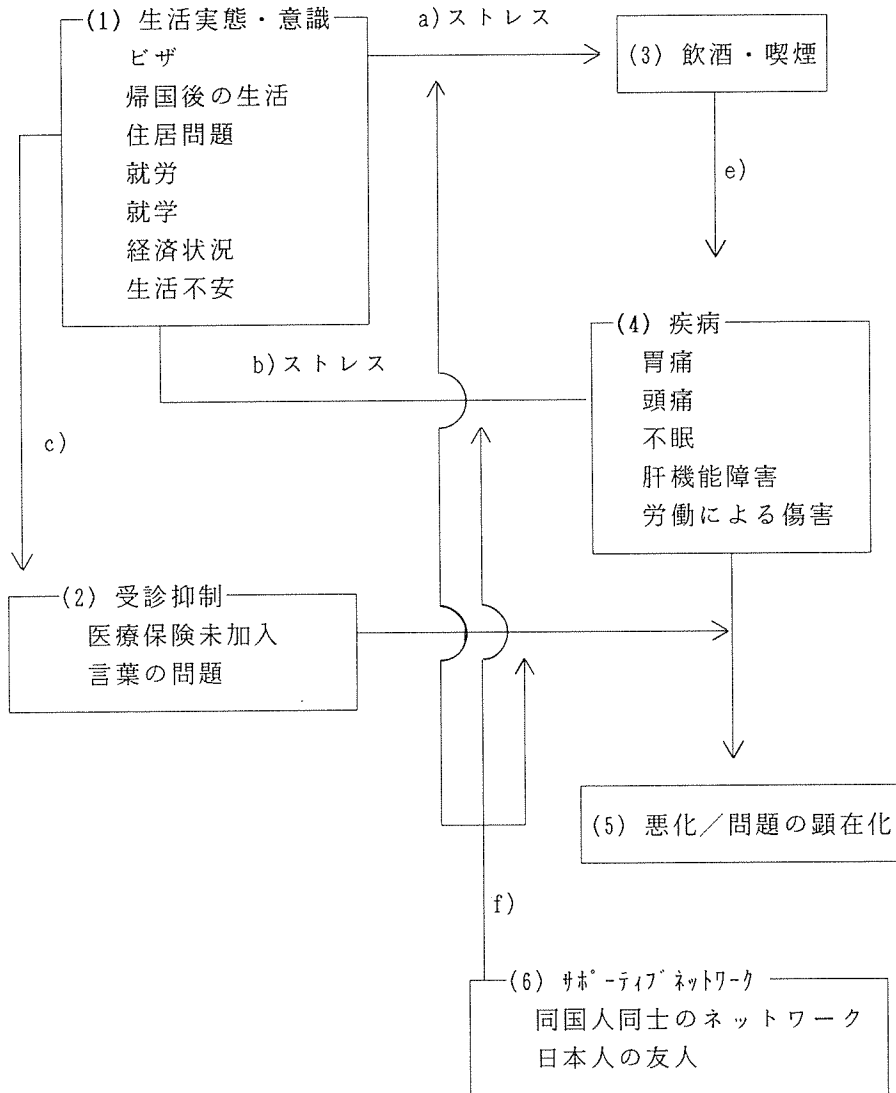 (1) 生活実態・意識
ビザ
帰国後の生活
住居問題
就労
就学
経済状況
生活不安
a)ストレス
(3) 飲酒・喫煙
e)
b)ストレス
(4) 疾病
胃痛
頭痛
不眠
肝機能障害
労働による傷害
c)
(2) 受診抑制
医療保険未加入
言葉の問題
(5) 悪化／問題の顕在化
f)
(6) ｻﾎﾟｰﾃｨﾌﾞﾈｯﾄﾜｰｸ
同国人同士のネットワーク
日本人の友人